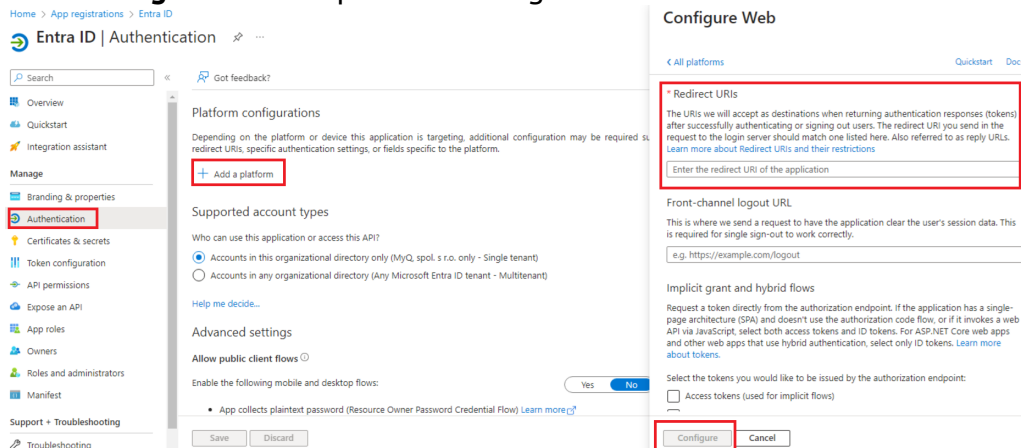 Home > App registrations > Entra ID
Entra ID | Authentication
Search
Overview
Quickstart
Integration assistant
Manage
Branding & properties
Authentication
Certificates & secrets
Token configuration
API permissions
Expose an API
App roles
Owners
Roles and administrators
Manifest
Support + Troubleshooting
Troubleshooting
Got feedback?
Platform configurations
Depending on the platform or device this application is targeting, additional configuration may be required su
redirect URIs, specific authentication settings, or fields specific to the platform.
+ Add a platform
Supported account types
Who can use this application or access this API?
Accounts in this organizational directory only (MyQ, spol. s r.o. only - Single tenant)
Accounts in any organizational directory (Any Microsoft Entra ID tenant - Multitenant)
Help me decide...
Advanced settings
Allow public client flows
Enable the following mobile and desktop flows:
Yes No
• App collects plaintext password (Resource Owner Password Credential Flow) Learn more
Save Discard
Configure Web
< All platforms
Quickstart Doc
* Redirect URIs
The URIs we will accept as destinations when returning authentication responses (tokens)
after successfully authenticating or signing out users. The redirect URI you send in the
request to the login server should match one listed here. Also referred to as reply URLs.
Learn more about Redirect URIs and their restrictions
Enter the redirect URI of the application
Front-channel logout URL
This is where we send a request to have the application clear the user's session data. This
is required for single sign-out to work correctly.
e.g. https://example.com/logout
Implicit grant and hybrid flows
Request a token directly from the authorization endpoint. If the application has a single-
page architecture (SPA) and doesn't use the authorization code flow, or if it invokes a web
API via JavaScript, select both access tokens and ID tokens. For ASP.NET Core web apps
and other web apps that use hybrid authentication, select only ID tokens. Learn more
about tokens.
Select the tokens you would like to be issued by the authorization endpoint:
Access tokens (used for implicit flows)
Configure Cancel